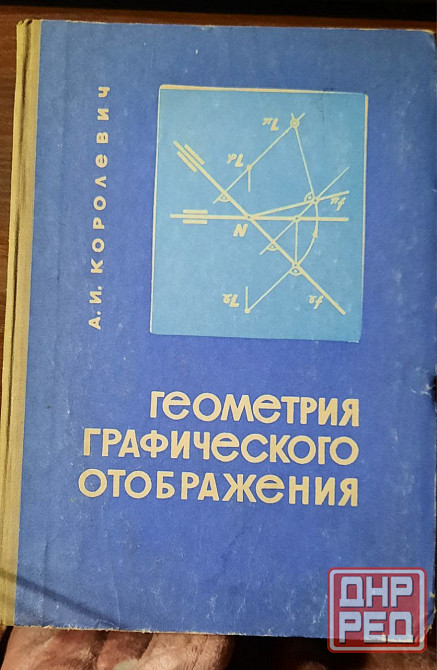 А. И. КОРОЛЕВИЧ
N
ГЕОМЕТРИЯ
ГРАФИЧЕСКОГО
ОТОБРАЖЕНИЯ
ДНР
РЕД